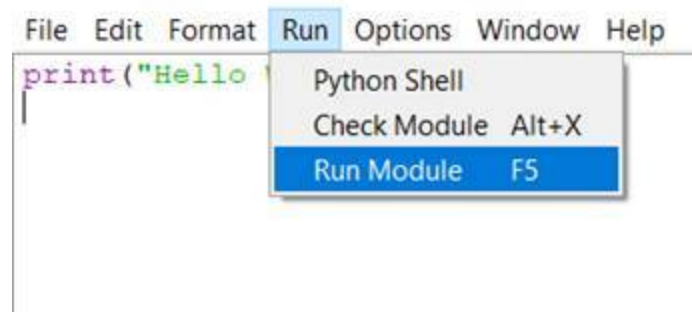 File Edit Format Run Options Window Help
print("Hello
Python Shell
Check Module Alt+X
Run Module F5